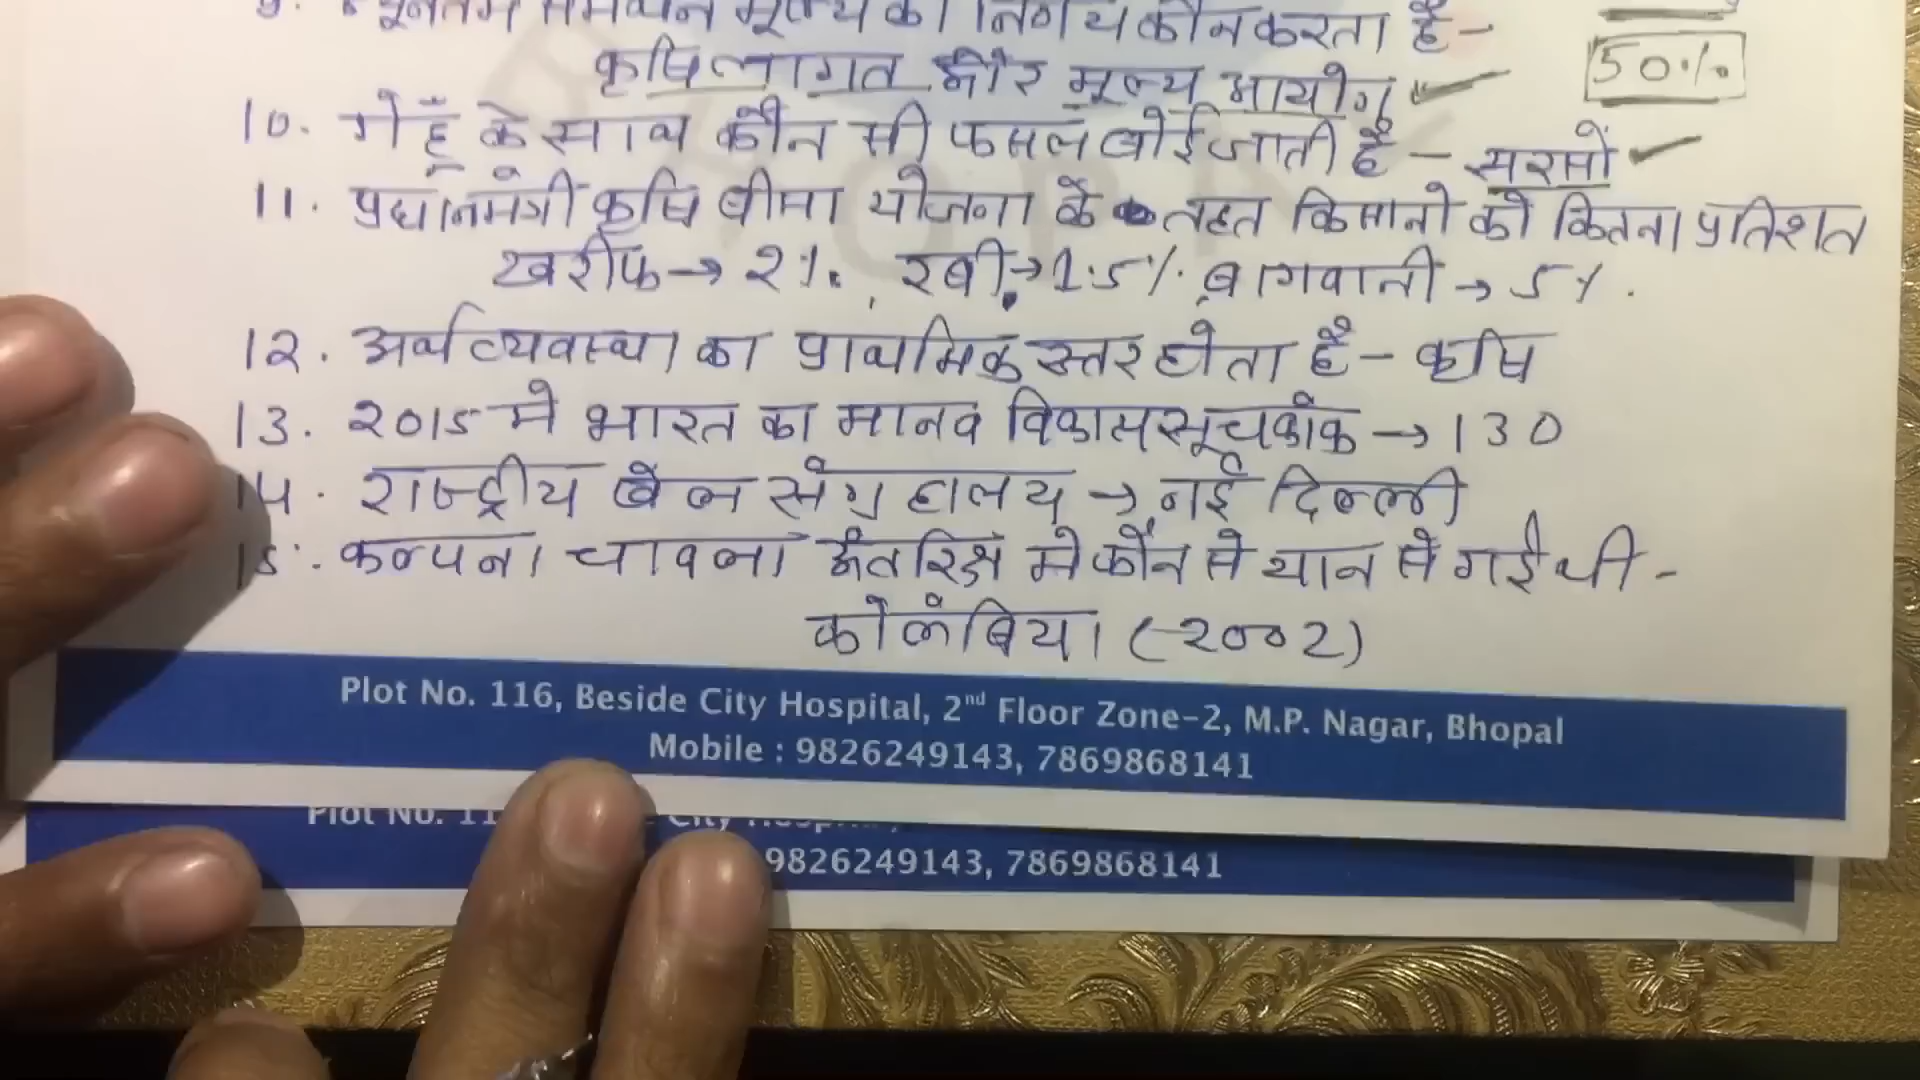 9. न्यूनतम समर्थन मूल्य का निर्णय कौन करता है -
कृषि लागत और मूल्य आयोग
50%
10. गेहूँ के साथ कौन सी फसल बोई जाती है - सरसों
11. प्रधानमंत्री कृषि बीमा योजना के तहत किसानो को कितना प्रतिशत
खरीफ → 2%, रबी → 1.5%, बागवानी → 5%.
12. अर्थव्यवस्था का प्राथमिक स्तर होता है - कृषि
13. 2015 मे भारत का मानव विकास सूचकांक → 130
14. राष्ट्रीय खेल संग्रहालय → नई दिल्ली
15. कल्पना चावला अंतरिक्ष मे कौन से यान से गई थी -
कोलंबिया (-2002)
Plot No. 116, Beside City Hospital, 2nd Floor Zone-2, M.P. Nagar, Bhopal
Mobile : 9826249143, 7869868141
Plot No. 11
9826249143, 7869868141